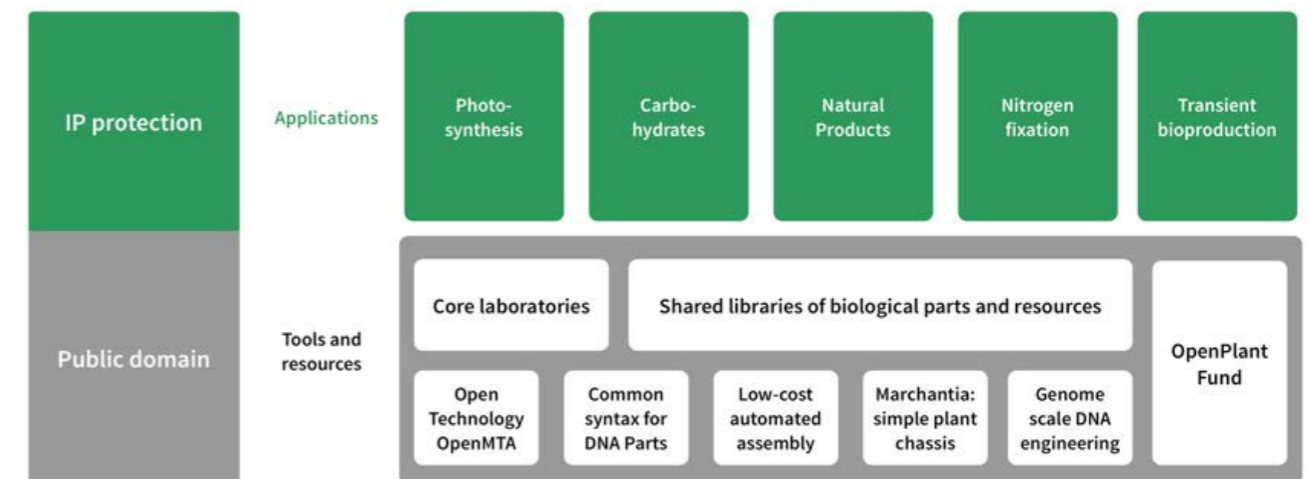 IP protection
Applications
Photo-
synthesis
Carbo-
hydrates
Natural
Products
Nitrogen
fixation
Transient
bioproduction
Public domain
Tools and
resources
Core laboratories
Shared libraries of biological parts and resources
OpenPlant
Fund
Open
Technology
OpenMTA
Common
syntax for
DNA Parts
Low-cost
automated
assembly
Marchantia:
simple plant
chassis
Genome
scale DNA
engineering